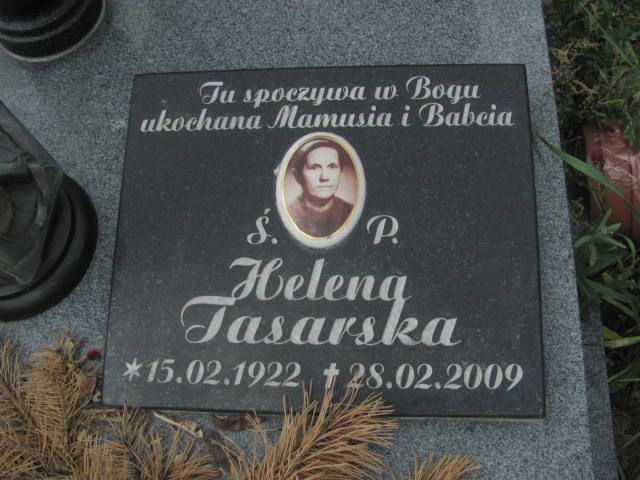 Tu spoczywa w Bogu
ukochana Mamusia i Babcia
Ś. P.
Helena
Tasarska
*15.02.1922 †28.02.2009